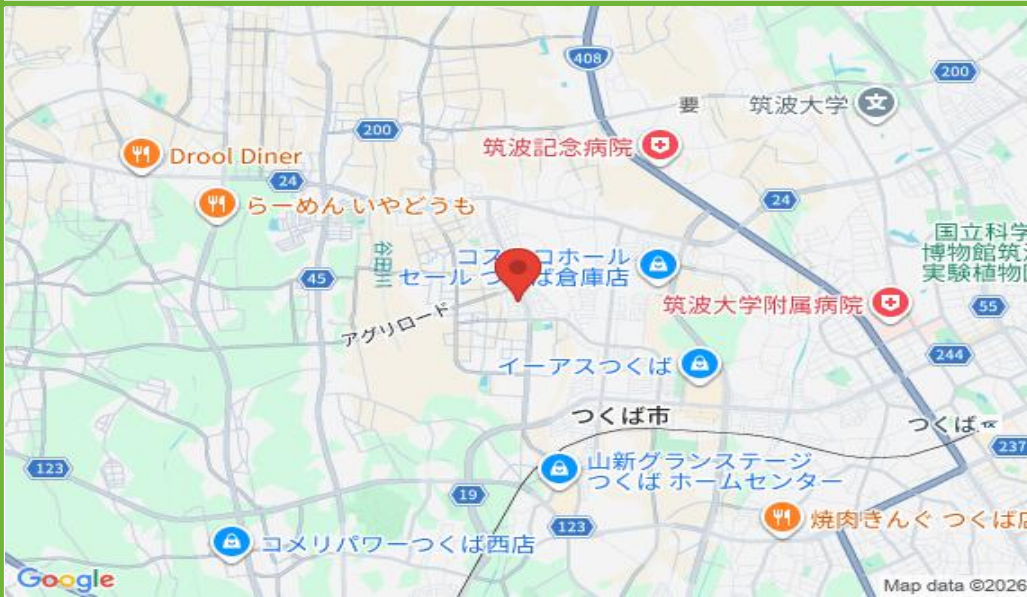 408
200
要
筑波大学
200
筑波記念病院
Drool Diner
24
らーめん いやどうも
24
谷田川
国立科学
博物館筑
実験植物
コス コホール
セール つ ば倉庫店
45
筑波大学附属病院
55
アグリロード
イーアスつくば
244
つくば市
つくば
237
123
山新グランステージ
つくば ホームセンター
19
123
焼肉きんぐ つくば店
コメリパワーつくば西店
Google
Map data ©2026